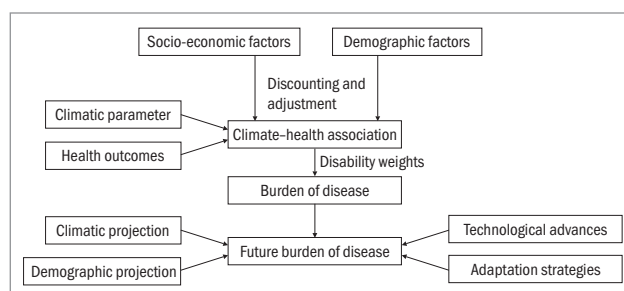 Socio-economic factors
Demographic factors
Discounting and
adjustment
Climatic parameter
Climate–health association
Health outcomes
Disability weights
Burden of disease
Climatic projection
Technological advances
Future burden of disease
Demographic projection
Adaptation strategies